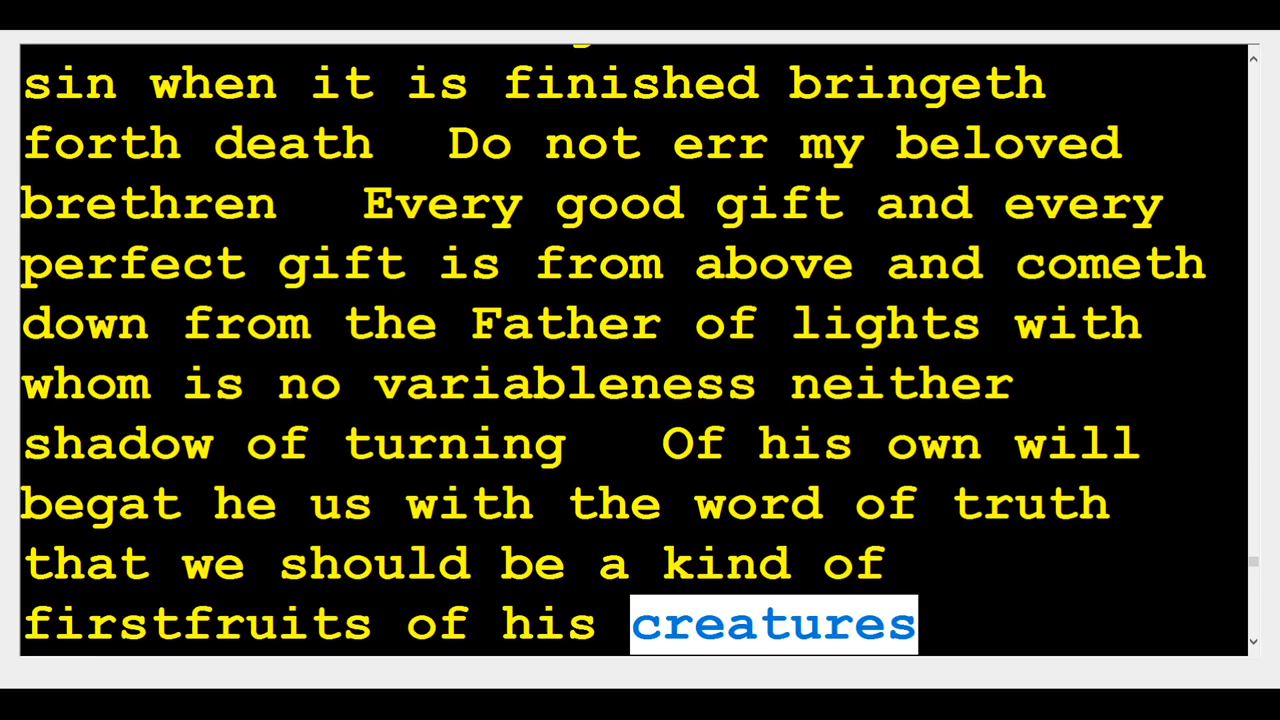 sin when it is finished bringeth
forth death Do not err my beloved
brethren Every good gift and every
perfect gift is from above and cometh
down from the Father of lights with
whom is no variableness neither
shadow of turning Of his own will
begat he us with the word of truth
that we should be a kind of
firstfruits of his creatures